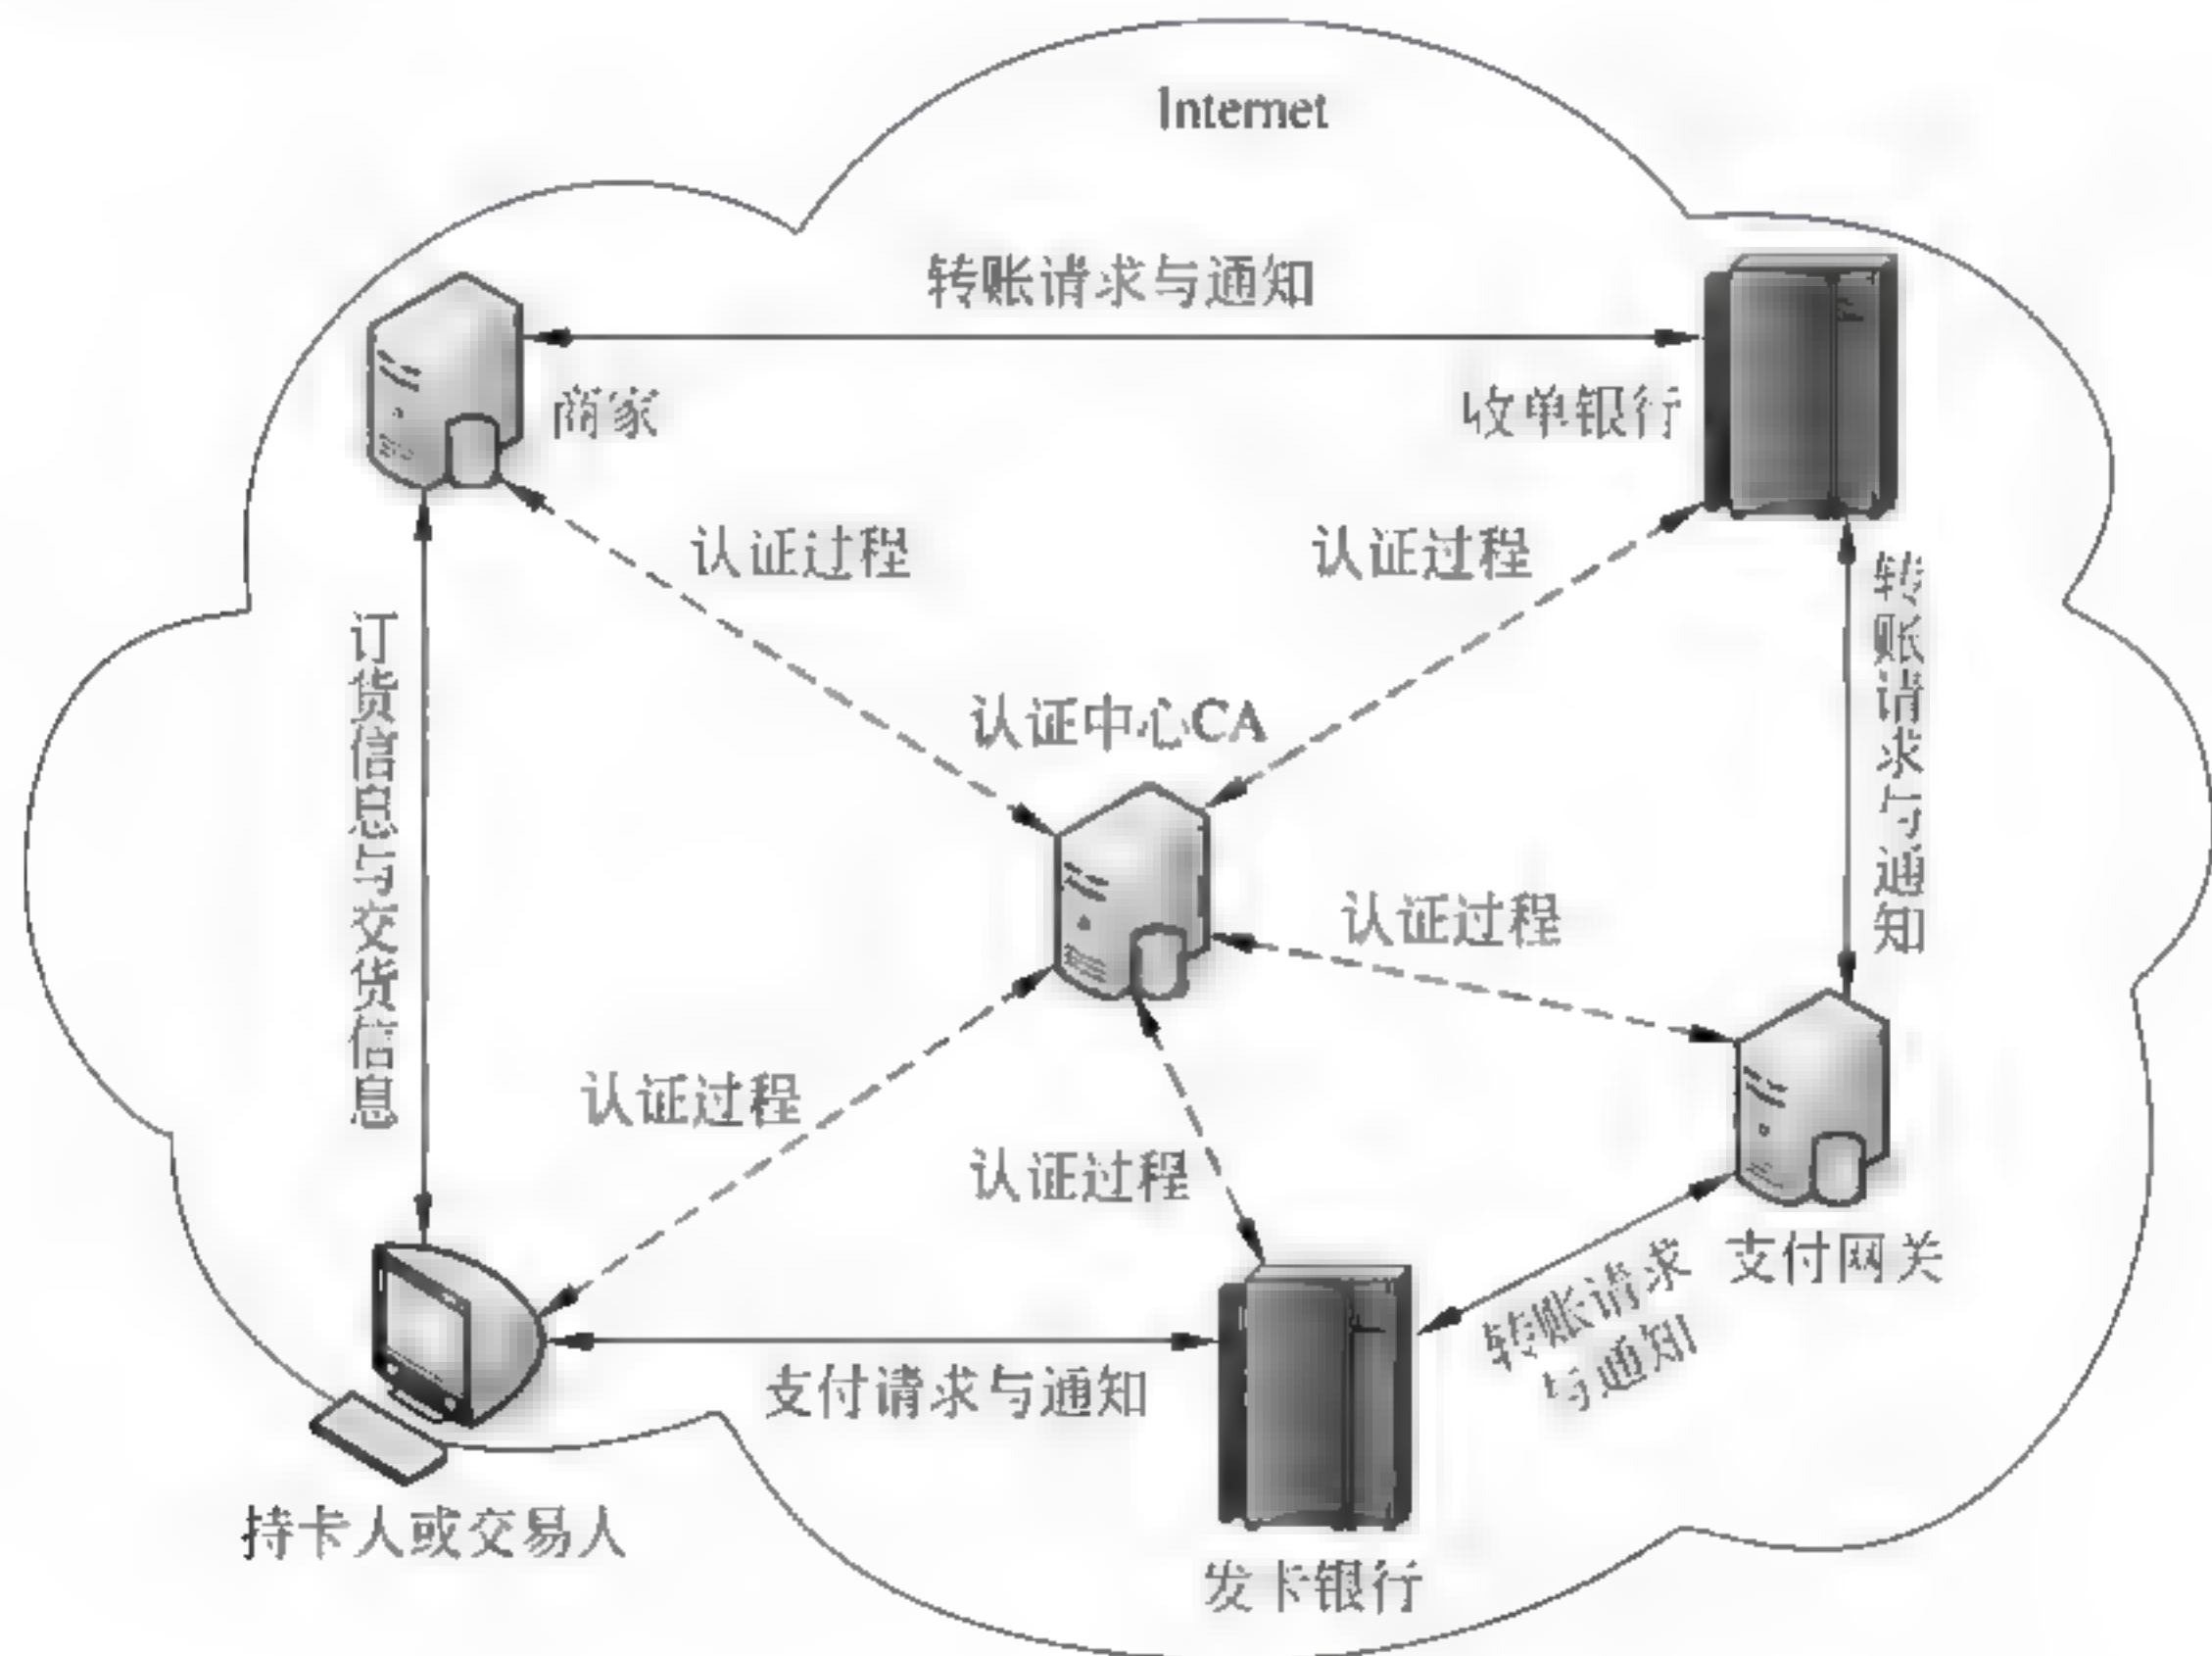 Internet
转账请求与通知
商家
收单银行
认证过程
认证过程
转账请求与通知
订货信息与交货信息
认证中心CA
认证过程
认证过程
认证过程
支付网关
转账请求
与通知
支付请求与通知
持卡人或交易人
发卡银行